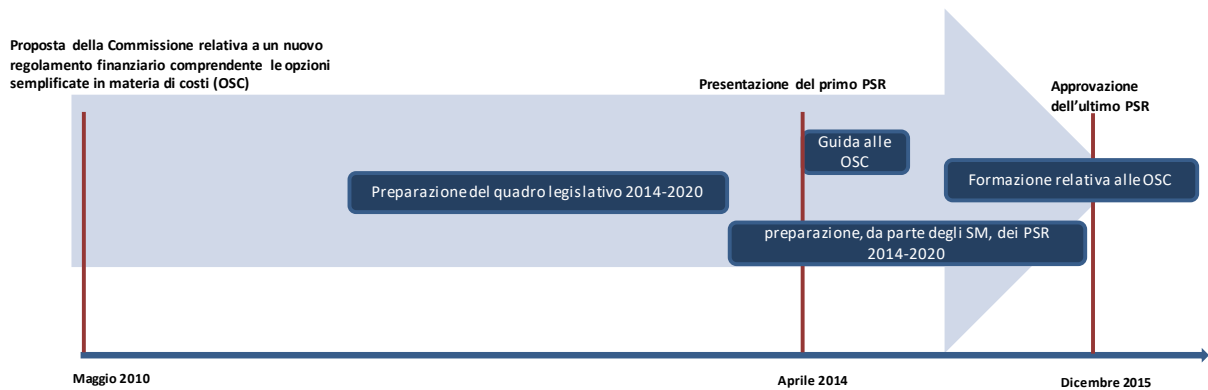 Proposta della Commissione relativa a un nuovo
regolamento finanziario comprendente le opzioni
semplificate in materia di costi (OSC)
Presentazione del primo PSR
Approvazione
dell'ultimo PSR
Guida alle
OSC
Formazione relativa alle OSC
Preparazione del quadro legislativo 2014-2020
preparazione, da parte degli SM, dei PSR
2014-2020
Maggio 2010
Aprile 2014
Dicembre 2015